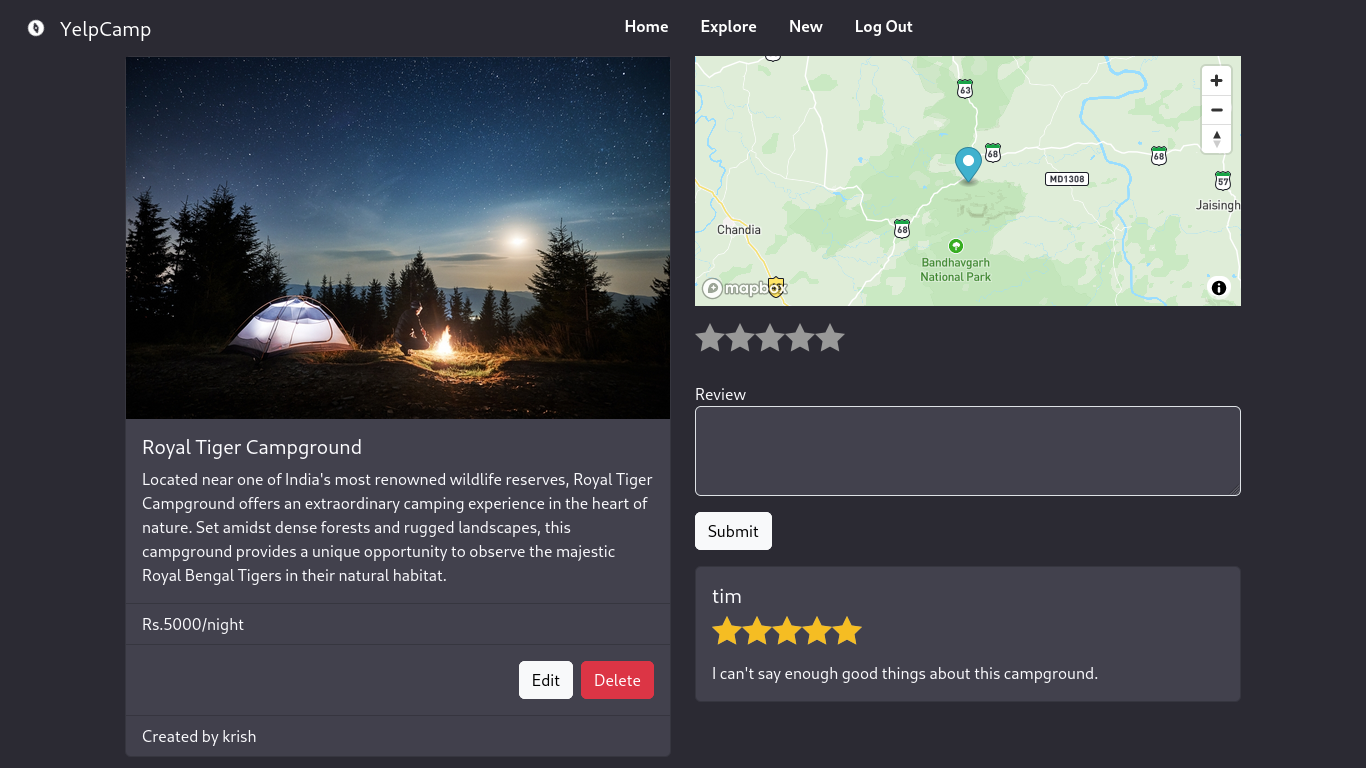 YelpCamp
Home
Explore
New
Log Out
Royal Tiger Campground
Located near one of India's most renowned wildlife reserves, Royal Tiger
Campground offers an extraordinary camping experience in the heart of
nature. Set amidst dense forests and rugged landscapes, this
campground provides a unique opportunity to observe the majestic
Royal Bengal Tigers in their natural habitat.
Rs.5000/night
Edit
Delete
Created by krish
63
68
68
MD1308
57
Jaisingh
68
Chandia
Bandhavgarh
National Park
mapbox
Review
Submit
tim
I can't say enough good things about this campground.